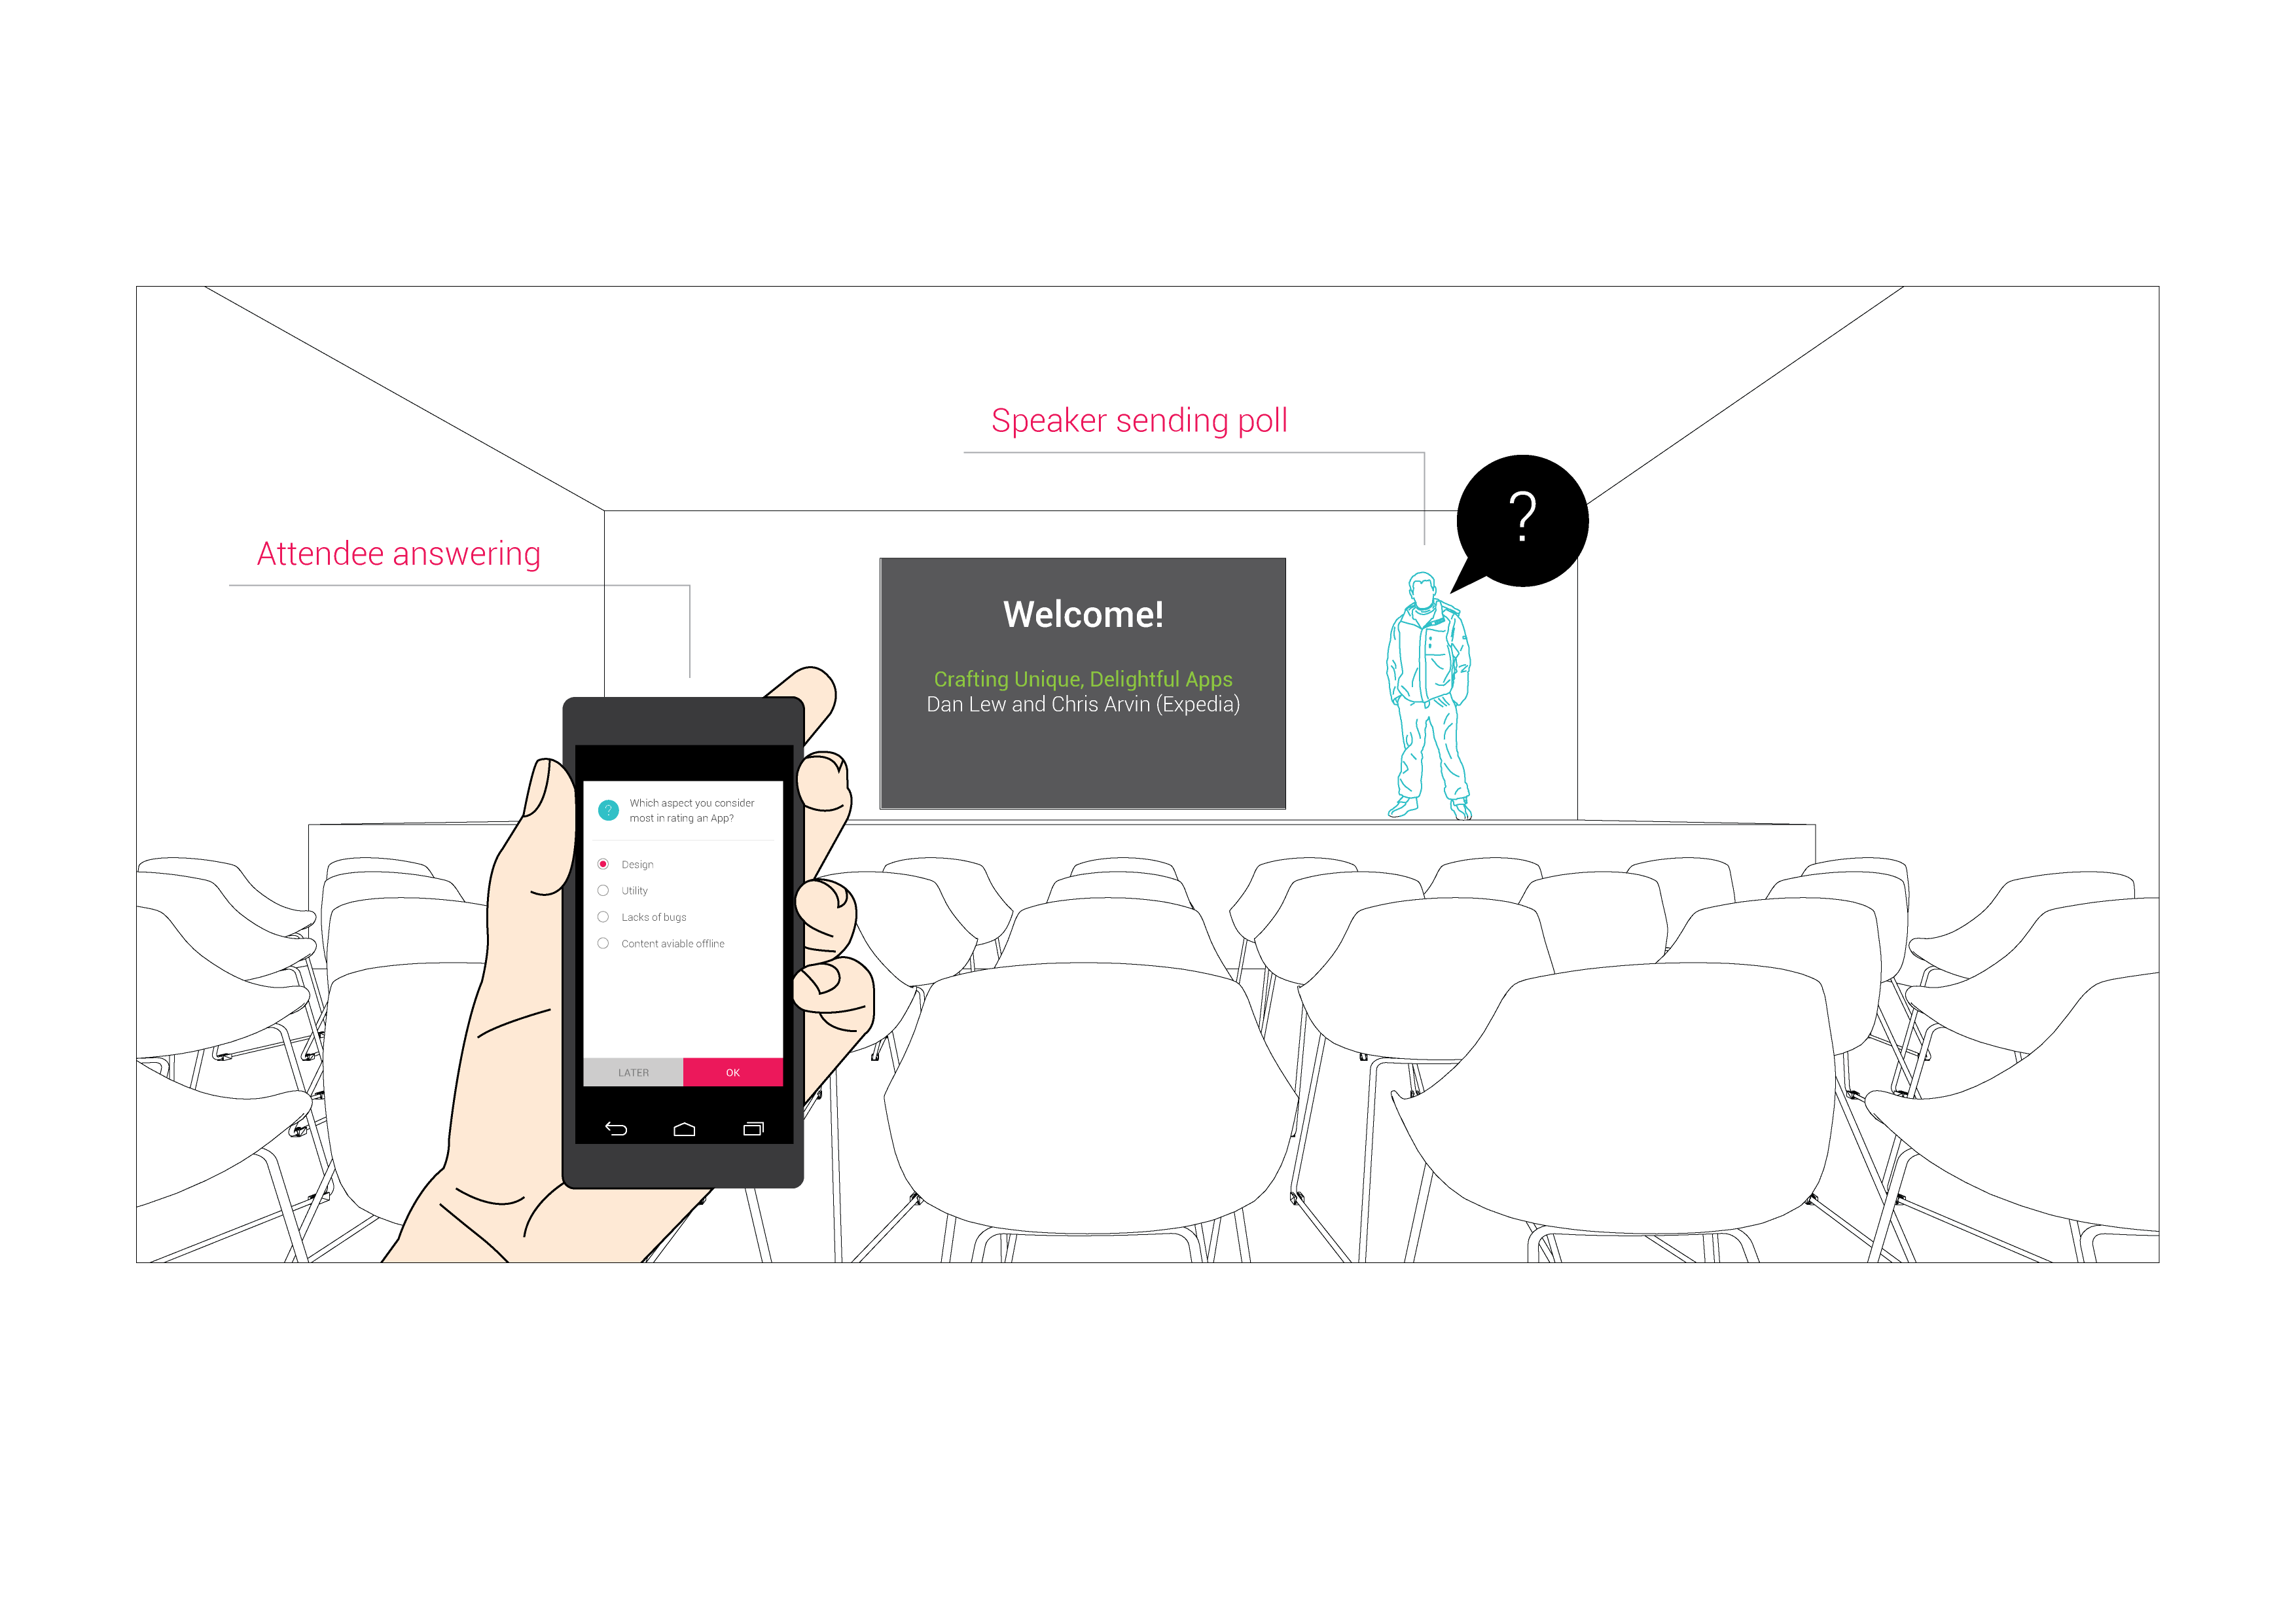 Speaker sending poll
?
Attendee answering
Welcome!
Crafting Unique, Delightful Apps
Dan Lew and Chris Arvin (Expedia)
?
Which aspect you consider
most in rating an App?
Design
Utility
Lacks of bugs
Content aviable offline
LATER
OK